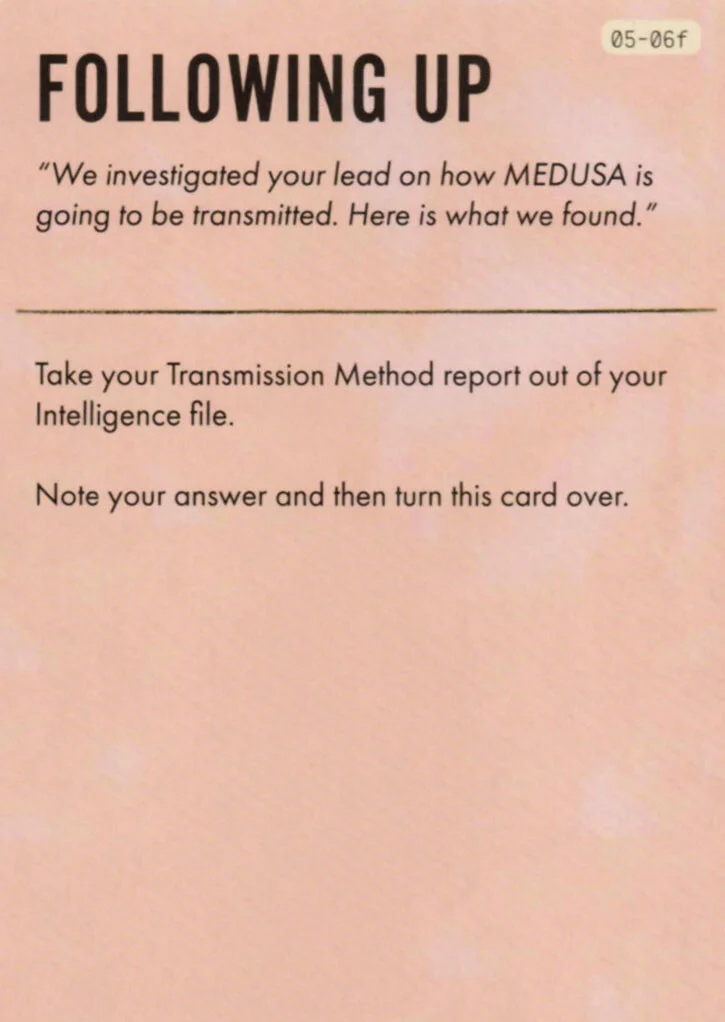 05-06f
FOLLOWING UP
"We investigated your lead on how MEDUSA is
going to be transmitted. Here is what we found."
Take your Transmission Method report out of your
Intelligence file.
Note your answer and then turn this card over.